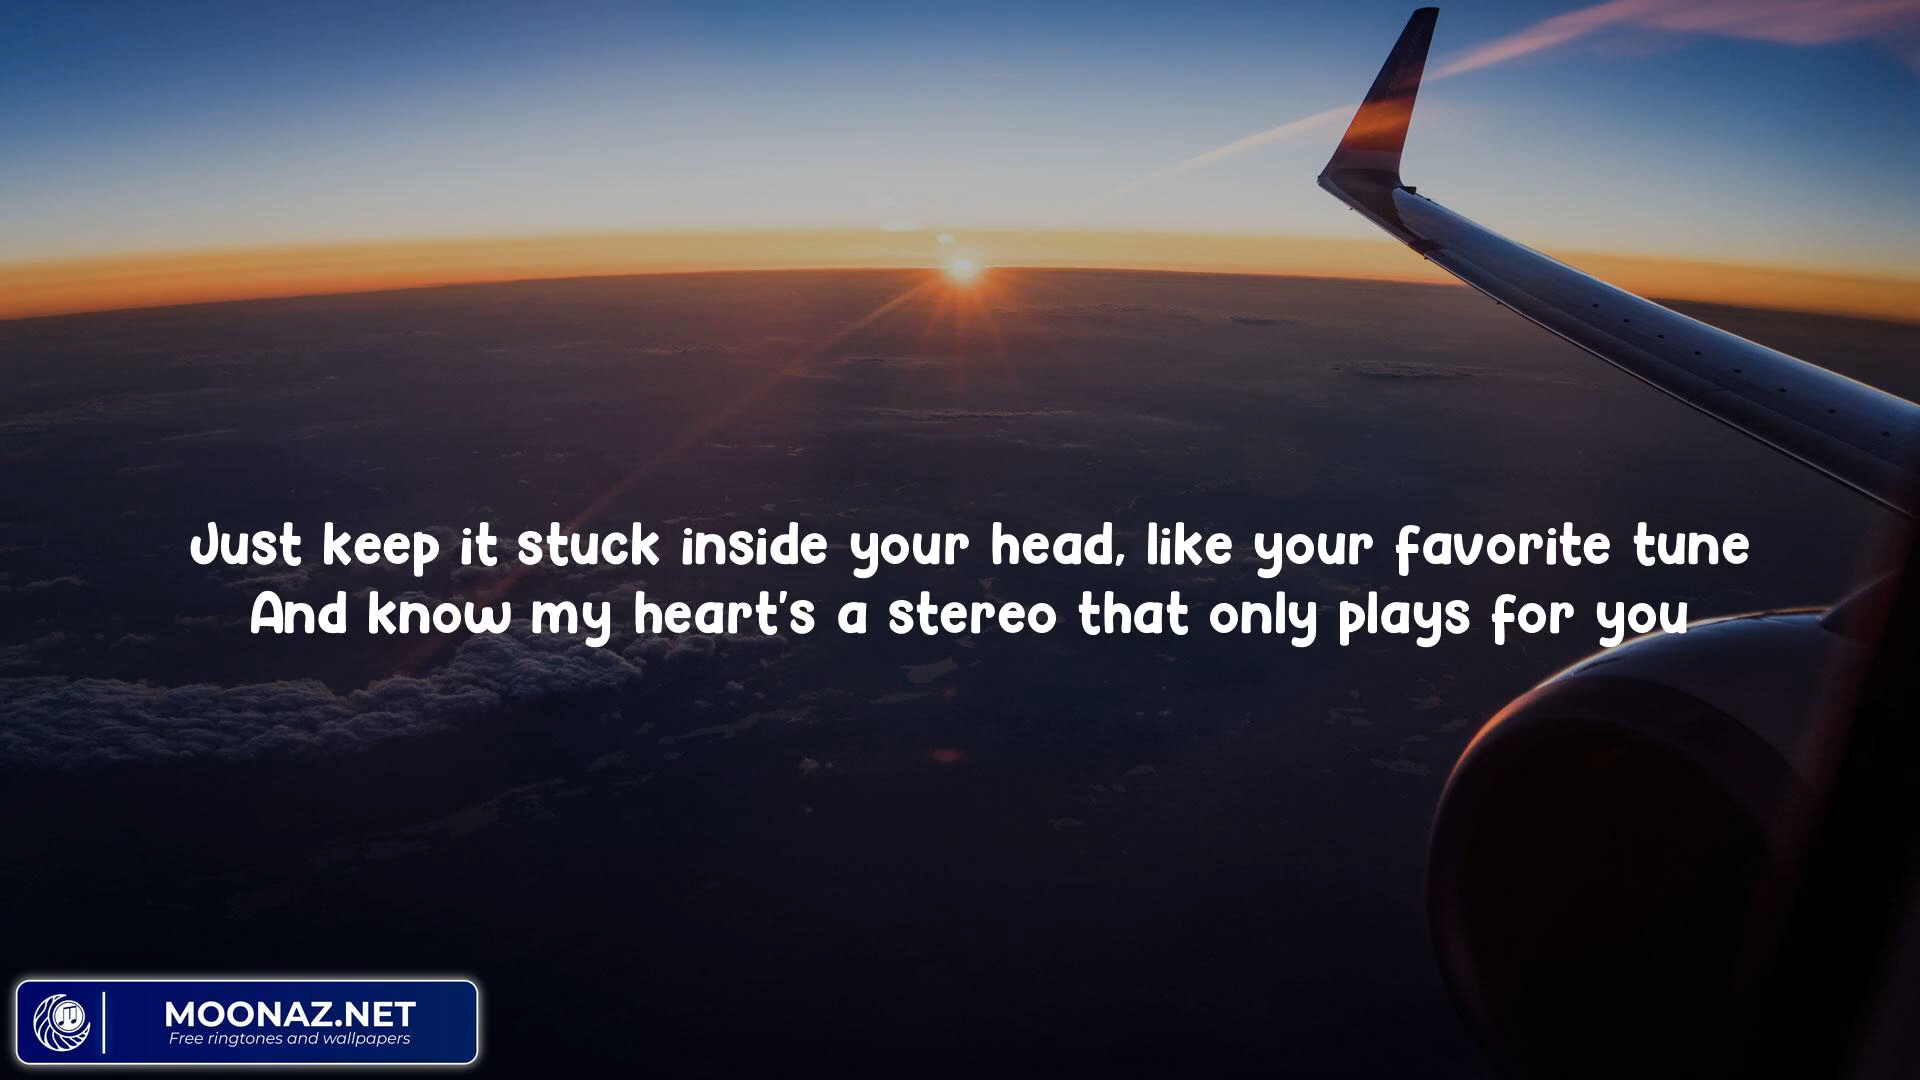 Just keep it stuck inside your head, like your favorite tune
And know my heart's a stereo that only plays for you
MOONAZ.NET
Free ringtones and wallpapers